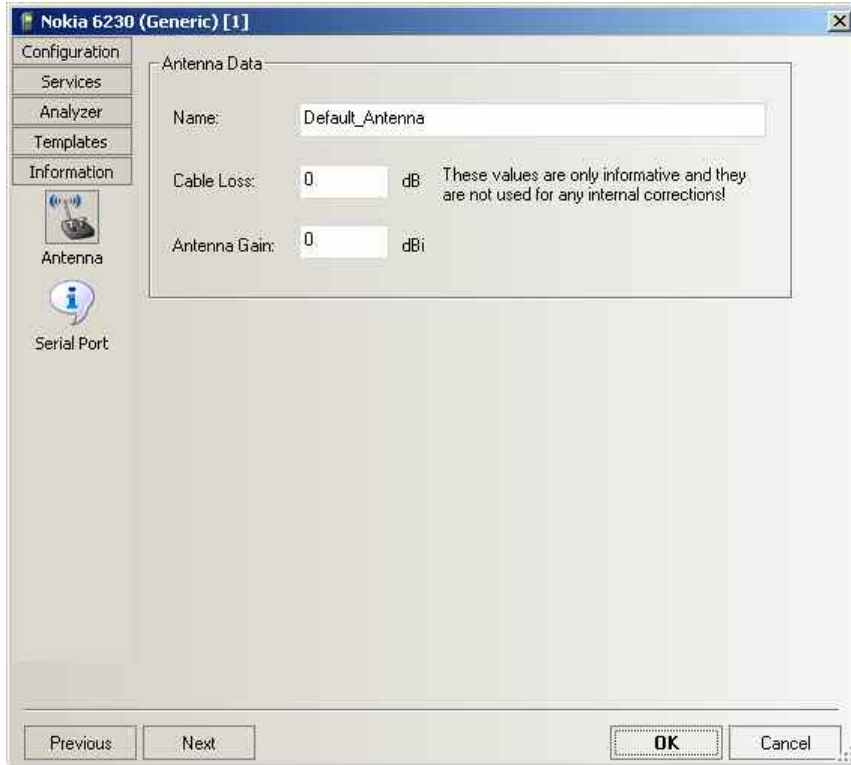 Nokia 6230 (Generic) [1]
Configuration
Services
Analyzer
Templates
Information
Antenna
Serial Port
Antenna Data
Name:
Default_Antenna
Cable Loss:
0
dB
These values are only informative and they
are not used for any internal corrections!
Antenna Gain:
0
dBi
Previous
Next
OK
Cancel